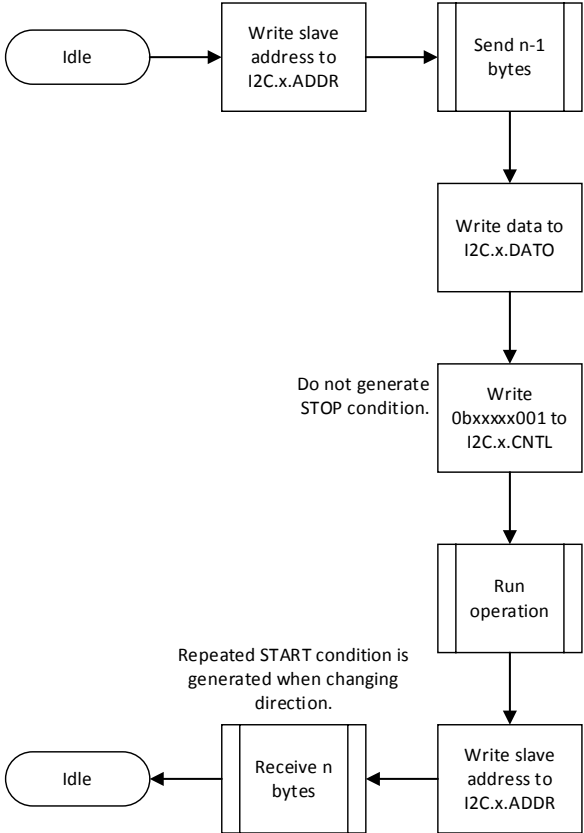 Idle
Write slave
address to
I2C.x.ADDR
Send n-1
bytes
Write data to
I2C.x.DATO
Do not generate
STOP condition.
Write
0bxxxxx001 to
I2C.x.CNTL
Run
operation
Repeated START condition is
generated when changing
direction.
Idle
Receive n
bytes
Write slave
address to
I2C.x.ADDR